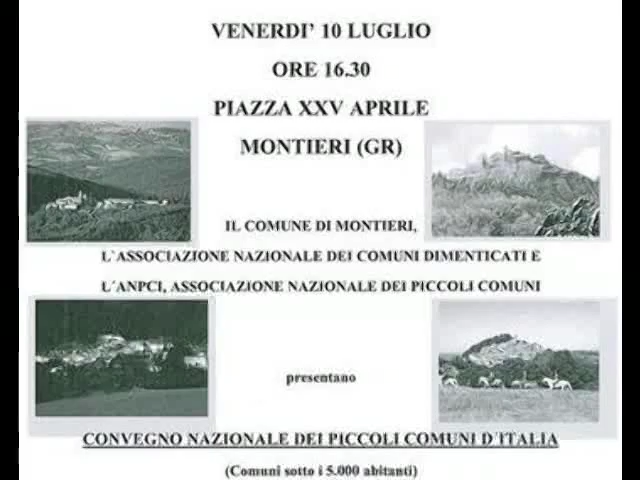 VENERDI’ 10 LUGLIO
ORE 16.30
PIAZZA XXV APRILE
MONTIERI (GR)
IL COMUNE DI MONTIERI,
L`ASSOCIAZIONE NAZIONALE DEI COMUNI DIMENTICATI E
L´ANPCI, ASSOCIAZIONE NAZIONALE DEI PICCOLI COMUNI
presentano
CONVEGNO NAZIONALE DEI PICCOLI COMUNI D´ITALIA
(Comuni sotto i 5.000 abitanti)